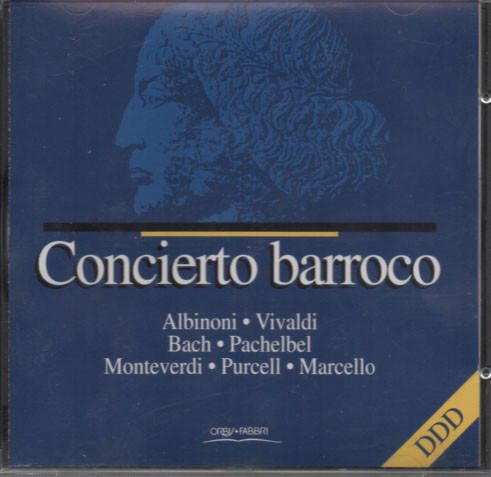 Concierto barroco
Albinoni • Vivaldi
Bach • Pachelbel
Monteverdi • Purcell • Marcello
ORBIS • FABBRI
DDD